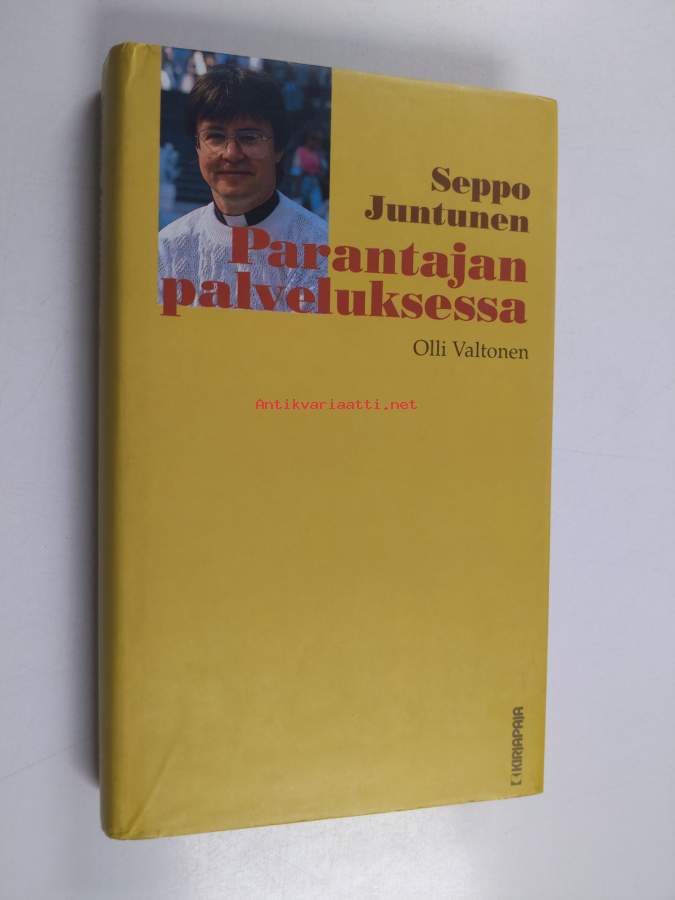 Seppo
Juntunen
Parantajan
palveluksessa
Olli Valtonen
Antikvariaatti.net
KIRJAPAJA